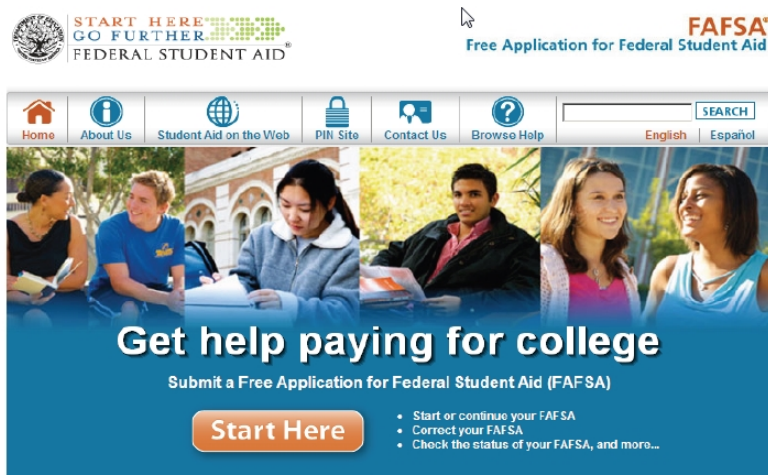 START HERE
GO FURTHER
FEDERAL STUDENT AID®
FAFSA®
Free Application for Federal Student Aid
Home
About Us
Student Aid on the Web
PIN Site
Contact Us
Browse Help
SEARCH
English | Español
Get help paying for college
Submit a Free Application for Federal Student Aid (FAFSA)
Start Here
• Start or continue your FAFSA
• Correct your FAFSA
• Check the status of your FAFSA, and more...